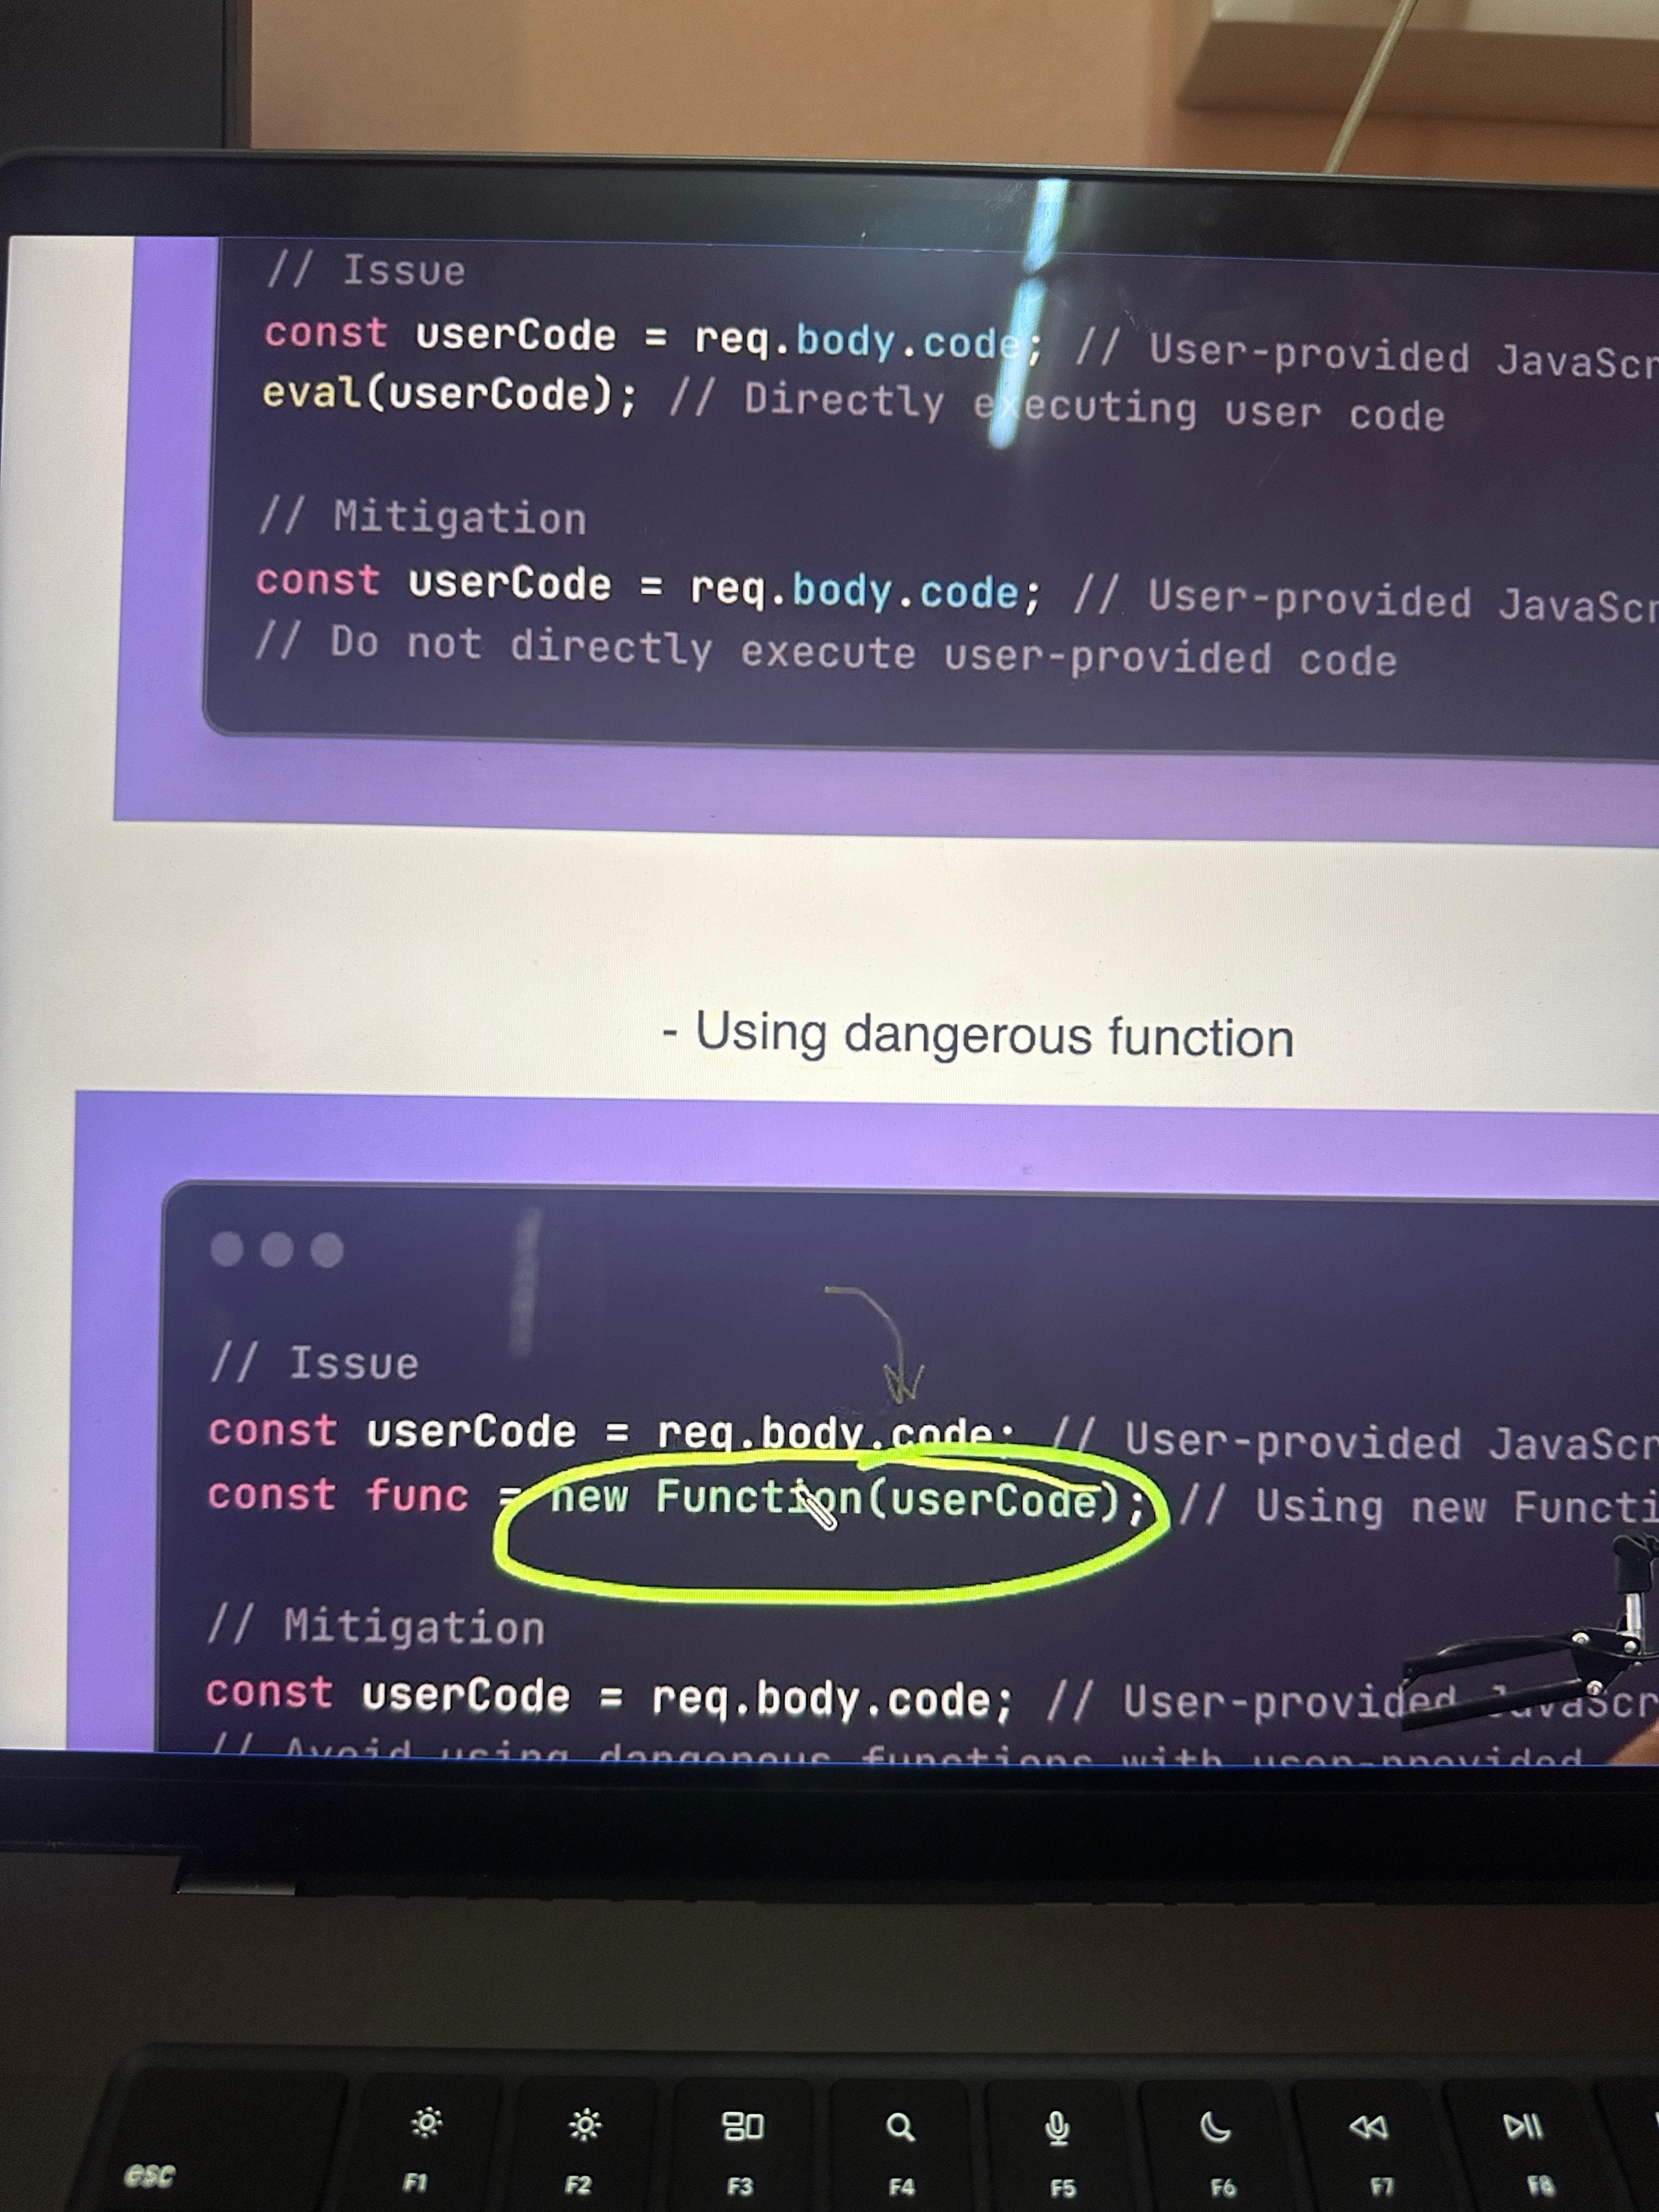 // Issue
const userCode = req.body.code; // User-provided JavaScr
eval(userCode); // Directly executing user code
// Mitigation
const userCode = req.body.code; // User-provided JavaScr
// Do not directly execute user-provided code
- Using dangerous function
// Issue
const userCode = req.body.code; // User-provided JavaScr
const func = new Function(userCode); // Using new Functi
// Mitigation
const userCode = req.body.code; // User-provided JavaScr
// Avoid using dangerous functions with user-provided
esc F1 F2 F3 F4 F5 F6 F7 F8